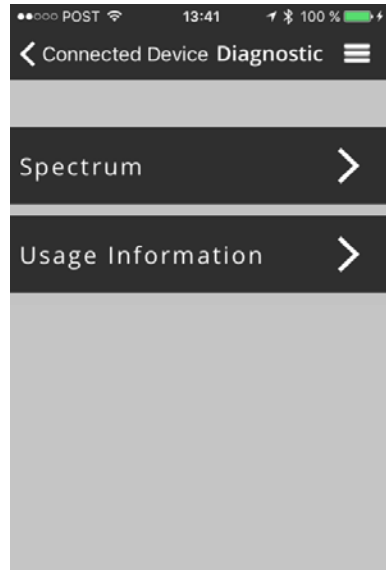 POST 13:41 100 %
Connected Device Diagnostic
Spectrum
Usage Information